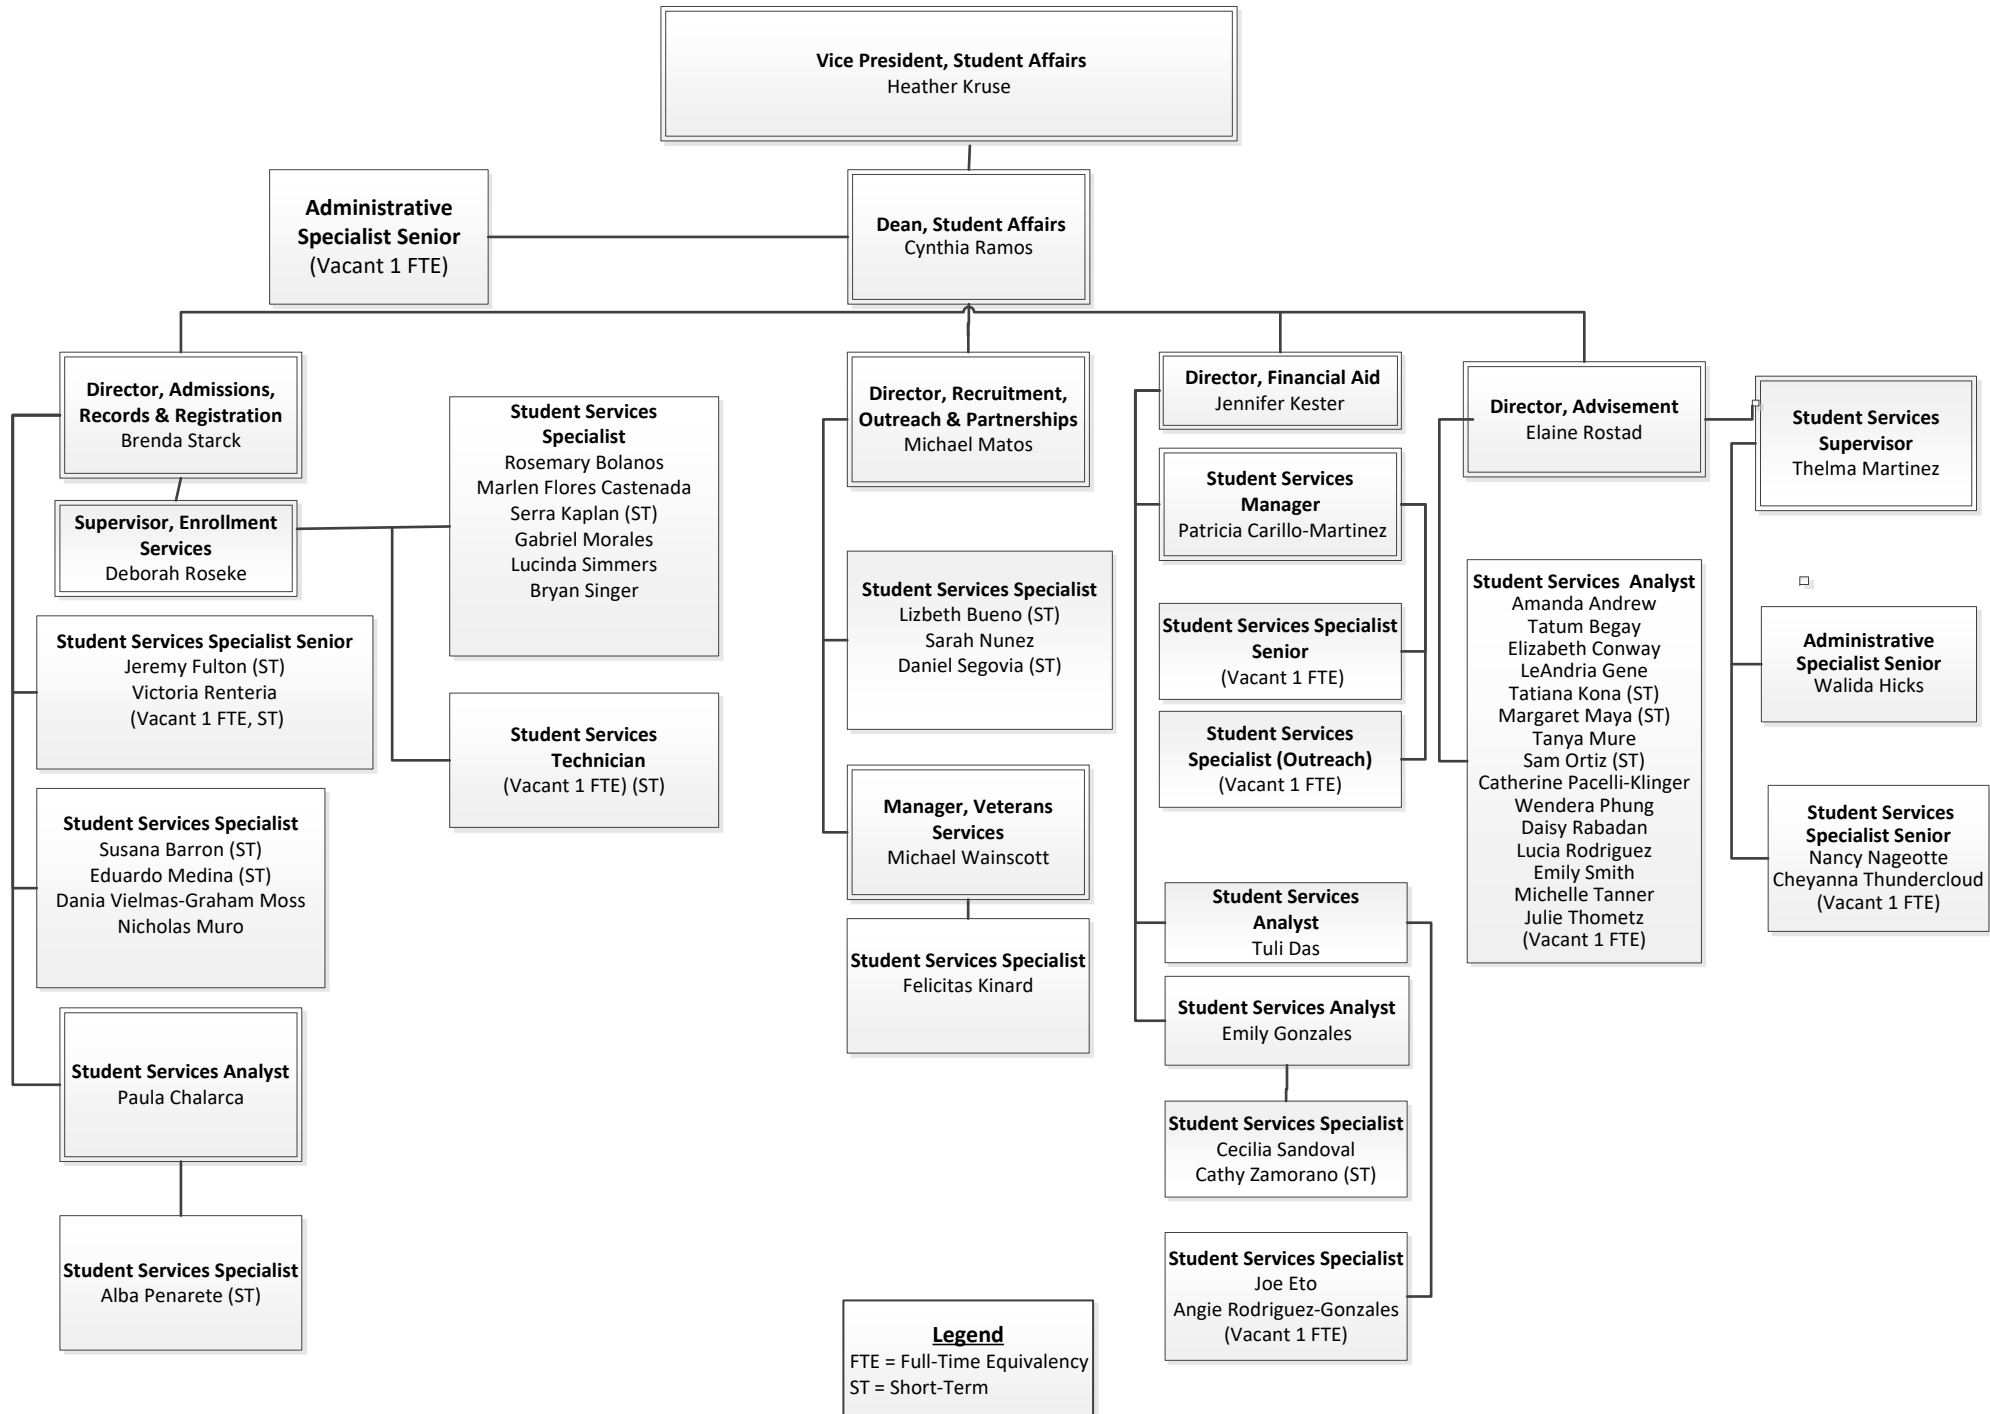 Vice President, Student Affairs
Heather Kruse
Administrative
Specialist Senior
(Vacant 1 FTE)
Dean, Student Affairs
Cynthia Ramos
Director, Admissions,
Records & Registration
Brenda Starck
Supervisor, Enrollment
Services
Deborah Roseke
Student Services Specialist Senior
Jeremy Fulton (ST)
Victoria Renteria
(Vacant 1 FTE, ST)
Student Services Specialist
Susana Barron (ST)
Eduardo Medina (ST)
Dania Vielmas-Graham Moss
Nicholas Muro
Student Services Analyst
Paula Chalarca
Student Services Specialist
Alba Penarete (ST)
Student Services
Specialist
Rosemary Bolanos
Marlen Flores Castenada
Serra Kaplan (ST)
Gabriel Morales
Lucinda Simmers
Bryan Singer
Student Services
Technician
(Vacant 1 FTE) (ST)
Director, Recruitment,
Outreach & Partnerships
Michael Matos
Student Services Specialist
Lizbeth Bueno (ST)
Sarah Nunez
Daniel Segovia (ST)
Manager, Veterans
Services
Michael Wainscott
Student Services Specialist
Felicitas Kinard
Director, Financial Aid
Jennifer Kester
Student Services
Manager
Patricia Carillo-Martinez
Student Services Specialist
Senior
(Vacant 1 FTE)
Student Services
Specialist (Outreach)
(Vacant 1 FTE)
Student Services
Analyst
Tuli Das
Student Services Analyst
Emily Gonzales
Student Services Specialist
Cecilia Sandoval
Cathy Zamorano (ST)
Student Services Specialist
Joe Eto
Angie Rodriguez-Gonzales
(Vacant 1 FTE)
Director, Advisement
Elaine Rostad
Student Services  Analyst
Amanda Andrew
Tatum Begay
Elizabeth Conway
LeAndria Gene
Tatiana Kona (ST)
Margaret Maya (ST)
Tanya Mure
Sam Ortiz (ST)
Catherine Pacelli-Klinger
Wendera Phung
Daisy Rabadan
Lucia Rodriguez
Emily Smith
Michelle Tanner
Julie Thometz
(Vacant 1 FTE)
Student Services
Supervisor
Thelma Martinez
Administrative
Specialist Senior
Walida Hicks
Student Services
Specialist Senior
Nancy Nageotte
Cheyanna Thundercloud
(Vacant 1 FTE)
Legend
FTE = Full-Time Equivalency
ST = Short-Term